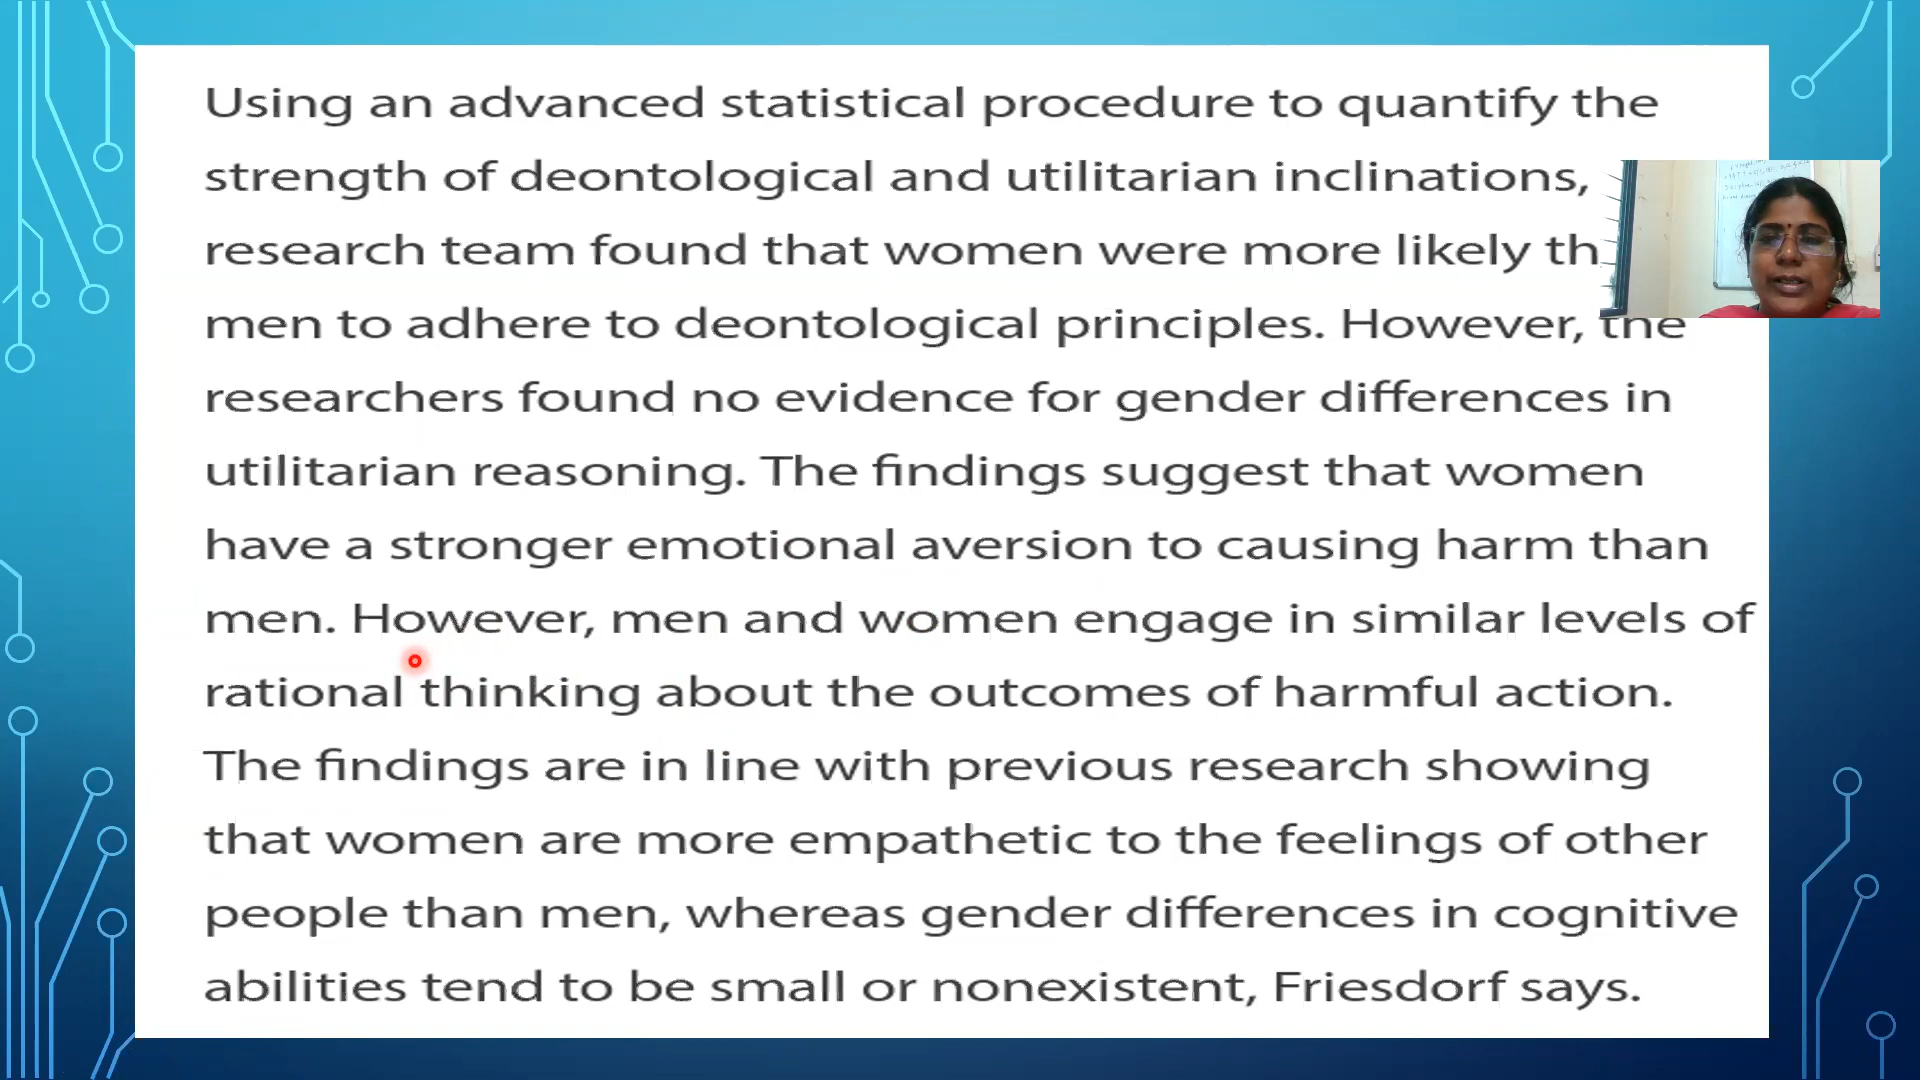 Using an advanced statistical procedure to quantify the
strength of deontological and utilitarian inclinations,
research team found that women were more likely
men to adhere to deontological principles. However, the
researchers found no evidence for gender differences in
utilitarian reasoning. The findings suggest that women
have a stronger emotional aversion to causing harm than
men. However, men and women engage in similar levels of
rational thinking about the outcomes of harmful action.
The findings are in line with previous research showing
that women are more empathetic to the feelings of other
people than men, whereas gender differences in cognitive
abilities tend to be small or nonexistent, Friesdorf says.